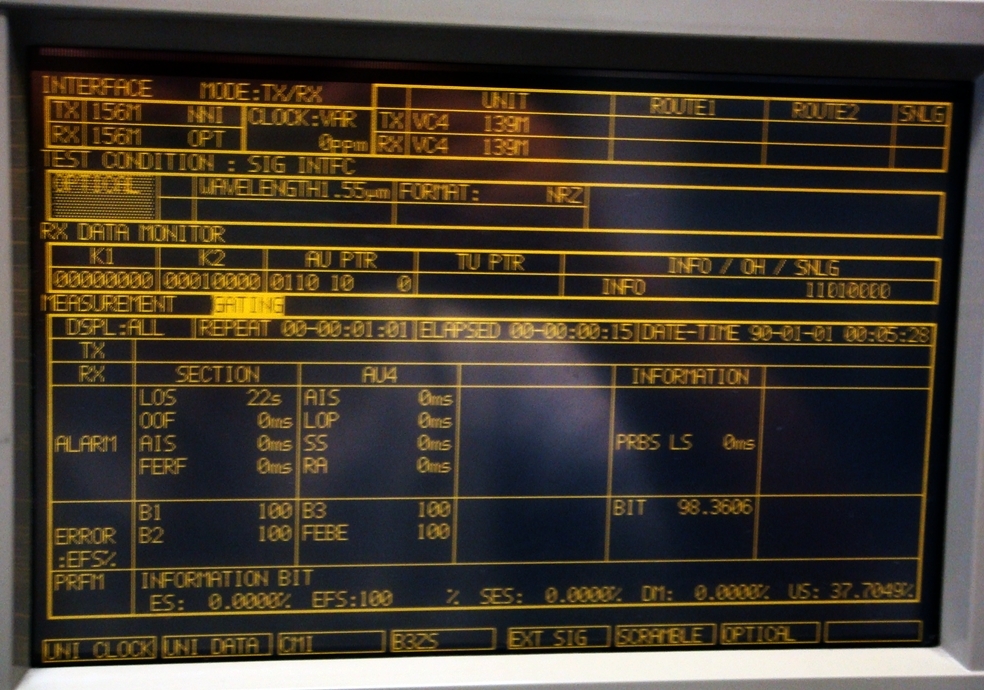 INTERFACE MODE:TX/RX UNIT ROUTE1 ROUTE2 SNLG
TX 156M NNI CLOCK:VAR TX VC4 139M
RX 156M OPT 0ppm RX VC4 139M
TEST CONDITION : SIG INTFC
OPTICAL WAVELENGTH1.55μm FORMAT: NRZ
RX DATA MONITOR
K1 K2 AU PTR TU PTR INFO / OH / SNLG
00000000 00010000 0110 10 0 INFO 11010000
MEASUREMENT GATING
DSPL:ALL REPEAT 00-00:01:01 ELAPSED 00-00:00:15 DATE-TIME 90-01-01 00:05:28
TX
RX SECTION AU4 INFORMATION
LOS 22s AIS 0ms
OOF 0ms LOP 0ms
ALARM AIS 0ms SS 0ms PRBS LS 0ms
FERF 0ms RA 0ms
B1 100 B3 100 BIT 98.3606
ERROR B2 100 FEBE 100
:EFS%
PRFM INFORMATION BIT
ES: 0.0000% EFS:100 % SES: 0.0000% DM: 0.0000% US: 37.7049%
UNI CLOCK UNI DATA CMI B3ZS EXT SIG SCRAMBLE OPTICAL